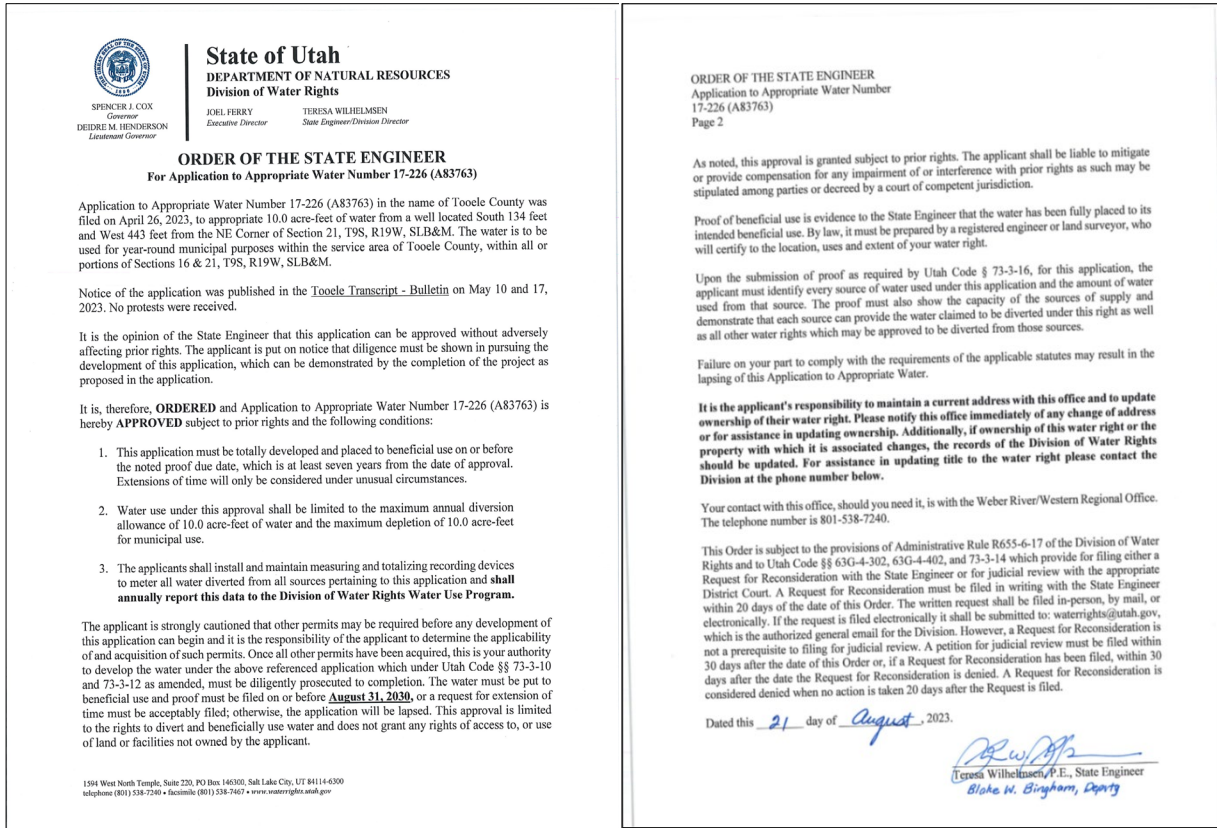 THE GREAT SEAL OF THE STATE OF UTAH
1896
SPENCER J. COX
Governor
DEIDRE M. HENDERSON
Lieutenant Governor
State of Utah
DEPARTMENT OF NATURAL RESOURCES
Division of Water Rights
JOEL FERRY
Executive Director
TERESA WILHELMSEN
State Engineer/Division Director
ORDER OF THE STATE ENGINEER
For Application to Appropriate Water Number 17-226 (A83763)
Application to Appropriate Water Number 17-226 (A83763) in the name of Tooele County was
filed on April 26, 2023, to appropriate 10.0 acre-feet of water from a well located South 134 feet
and West 443 feet from the NE Corner of Section 21, T9S, R19W, SLB&M. The water is to be
used for year-round municipal purposes within the service area of Tooele County, within all or
portions of Sections 16 & 21, T9S, R19W, SLB&M.
Notice of the application was published in the Tooele Transcript - Bulletin on May 10 and 17,
2023. No protests were received.
It is the opinion of the State Engineer that this application can be approved without adversely
affecting prior rights. The applicant is put on notice that diligence must be shown in pursuing the
development of this application, which can be demonstrated by the completion of the project as
proposed in the application.
It is, therefore, ORDERED and Application to Appropriate Water Number 17-226 (A83763) is
hereby APPROVED subject to prior rights and the following conditions:
1. This application must be totally developed and placed to beneficial use on or before
the noted proof due date, which is at least seven years from the date of approval.
Extensions of time will only be considered under unusual circumstances.
2. Water use under this approval shall be limited to the maximum annual diversion
allowance of 10.0 acre-feet of water and the maximum depletion of 10.0 acre-feet
for municipal use.
3. The applicants shall install and maintain measuring and totalizing recording devices
to meter all water diverted from all sources pertaining to this application and shall
annually report this data to the Division of Water Rights Water Use Program.
The applicant is strongly cautioned that other permits may be required before any development of
this application can begin and it is the responsibility of the applicant to determine the applicability
of and acquisition of such permits. Once all other permits have been acquired, this is your authority
to develop the water under the above referenced application which under Utah Code §§ 73-3-10
and 73-3-12 as amended, must be diligently prosecuted to completion. The water must be put to
beneficial use and proof must be filed on or before August 31, 2030, or a request for extension of
time must be acceptably filed; otherwise, the application will be lapsed. This approval is limited
to the rights to divert and beneficially use water and does not grant any rights of access to, or use
of land or facilities not owned by the applicant.
1594 West North Temple, Suite 220, PO Box 146300, Salt Lake City, UT 84114-6300
telephone (801) 538-7240 • facsimile (801) 538-7467 • www.waterrights.utah.gov
ORDER OF THE STATE ENGINEER
Application to Appropriate Water Number
17-226 (A83763)
Page 2
As noted, this approval is granted subject to prior rights. The applicant shall be liable to mitigate
or provide compensation for any impairment of or interference with prior rights as such may be
stipulated among parties or decreed by a court of competent jurisdiction.
Proof of beneficial use is evidence to the State Engineer that the water has been fully placed to its
intended beneficial use. By law, it must be prepared by a registered engineer or land surveyor, who
will certify to the location, uses and extent of your water right.
Upon the submission of proof as required by Utah Code § 73-3-16, for this application, the
applicant must identify every source of water used under this application and the amount of water
used from that source. The proof must also show the capacity of the sources of supply and
demonstrate that each source can provide the water claimed to be diverted under this right as well
as all other water rights which may be approved to be diverted from those sources.
Failure on your part to comply with the requirements of the applicable statutes may result in the
lapsing of this Application to Appropriate Water.
It is the applicant's responsibility to maintain a current address with this office and to update
ownership of their water right. Please notify this office immediately of any change of address
or for assistance in updating ownership. Additionally, if ownership of this water right or the
property with which it is associated changes, the records of the Division of Water Rights
should be updated. For assistance in updating title to the water right please contact the
Division at the phone number below.
Your contact with this office, should you need it, is with the Weber River/Western Regional Office.
The telephone number is 801-538-7240.
This Order is subject to the provisions of Administrative Rule R655-6-17 of the Division of Water
Rights and to Utah Code §§ 63G-4-302, 63G-4-402, and 73-3-14 which provide for filing either a
Request for Reconsideration with the State Engineer or for judicial review with the appropriate
District Court. A Request for Reconsideration must be filed in writing with the State Engineer
within 20 days of the date of this Order. The written request shall be filed in-person, by mail, or
electronically. If the request is filed electronically it shall be submitted to: waterrights@utah.gov,
which is the authorized general email for the Division. However, a Request for Reconsideration is
not a prerequisite to filing for judicial review. A petition for judicial review must be filed within
30 days after the date of this Order or, if a Request for Reconsideration has been filed, within 30
days after the date the Request for Reconsideration is denied. A Request for Reconsideration is
considered denied when no action is taken 20 days after the Request is filed.
Dated this 21 day of August, 2023.
Teresa Wilhelmsen, P.E., State Engineer
Blake W. Bingham, Deputy